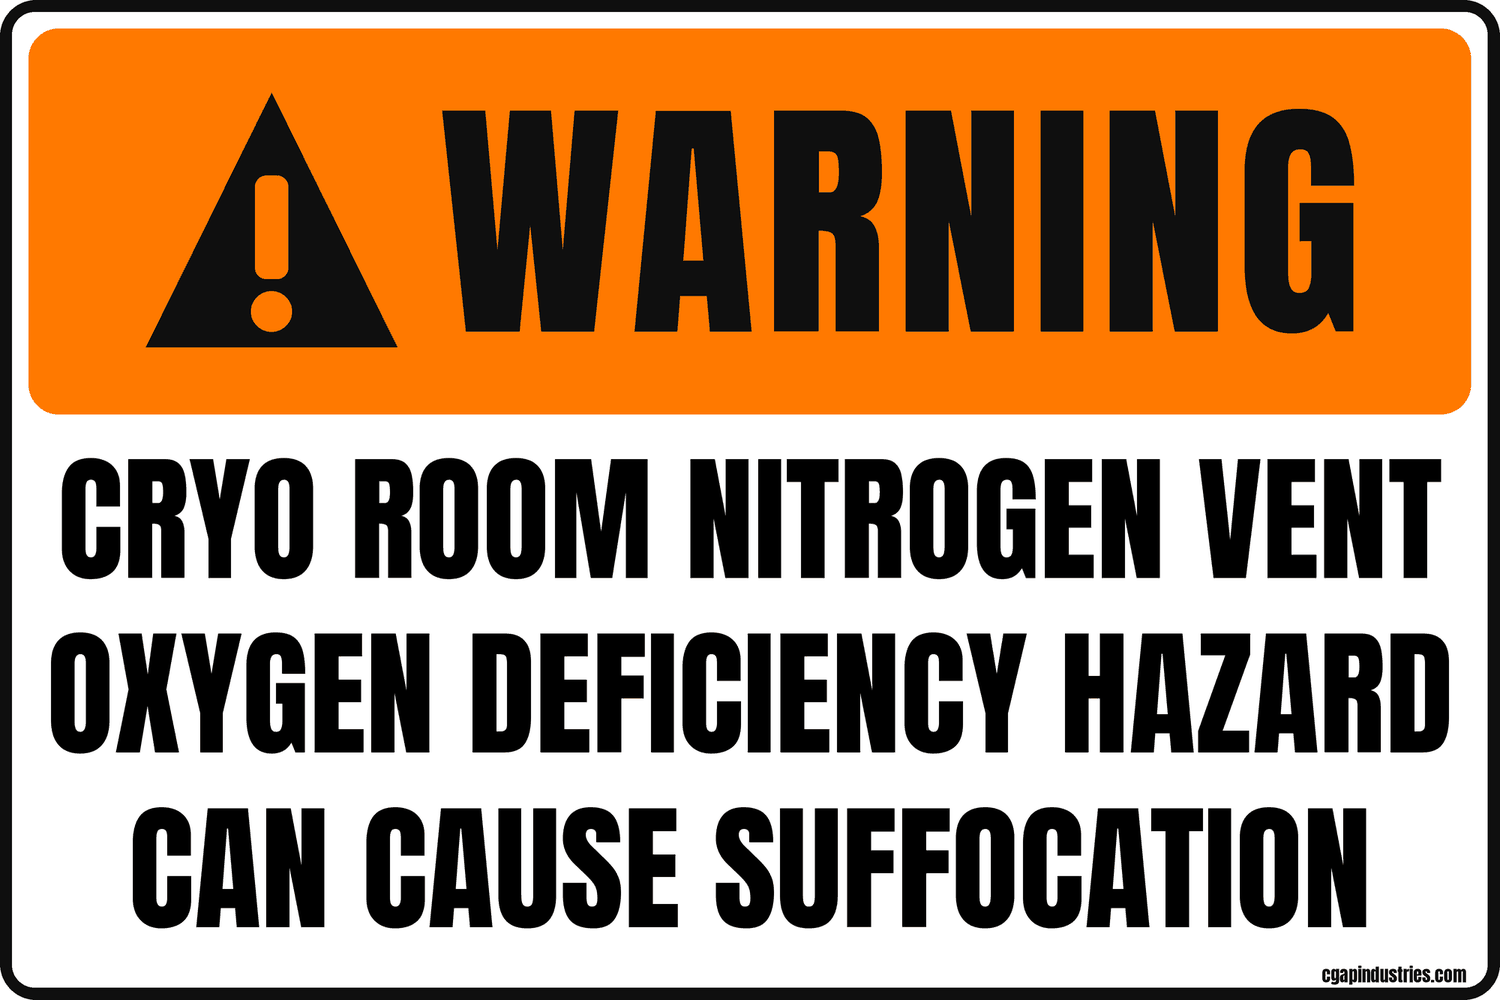 WARNING
CRYO ROOM NITROGEN VENT
OXYGEN DEFICIENCY HAZARD
CAN CAUSE SUFFOCATION
cgapindustries.com